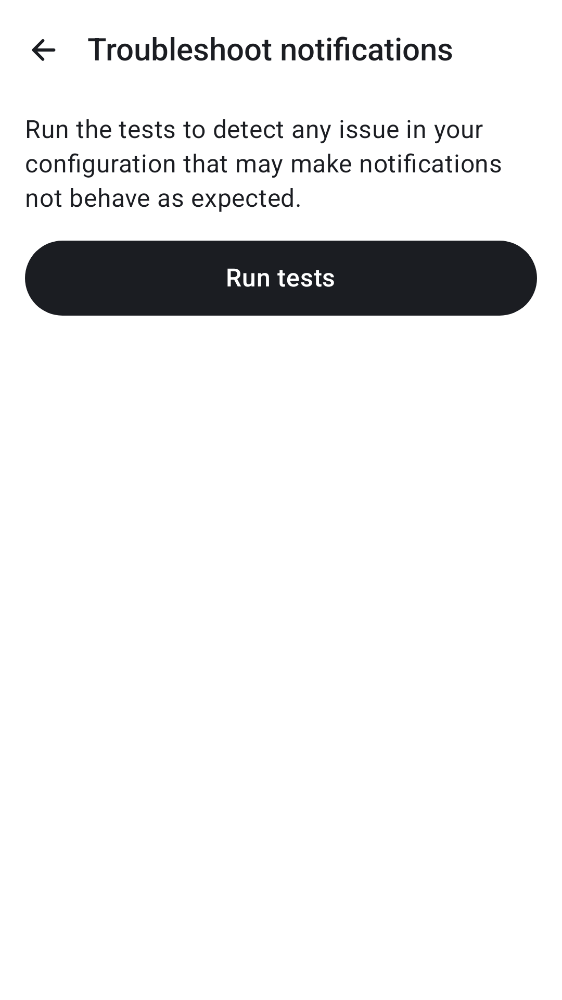 Troubleshoot notifications
Run the tests to detect any issue in your
configuration that may make notifications
not behave as expected.
Run tests